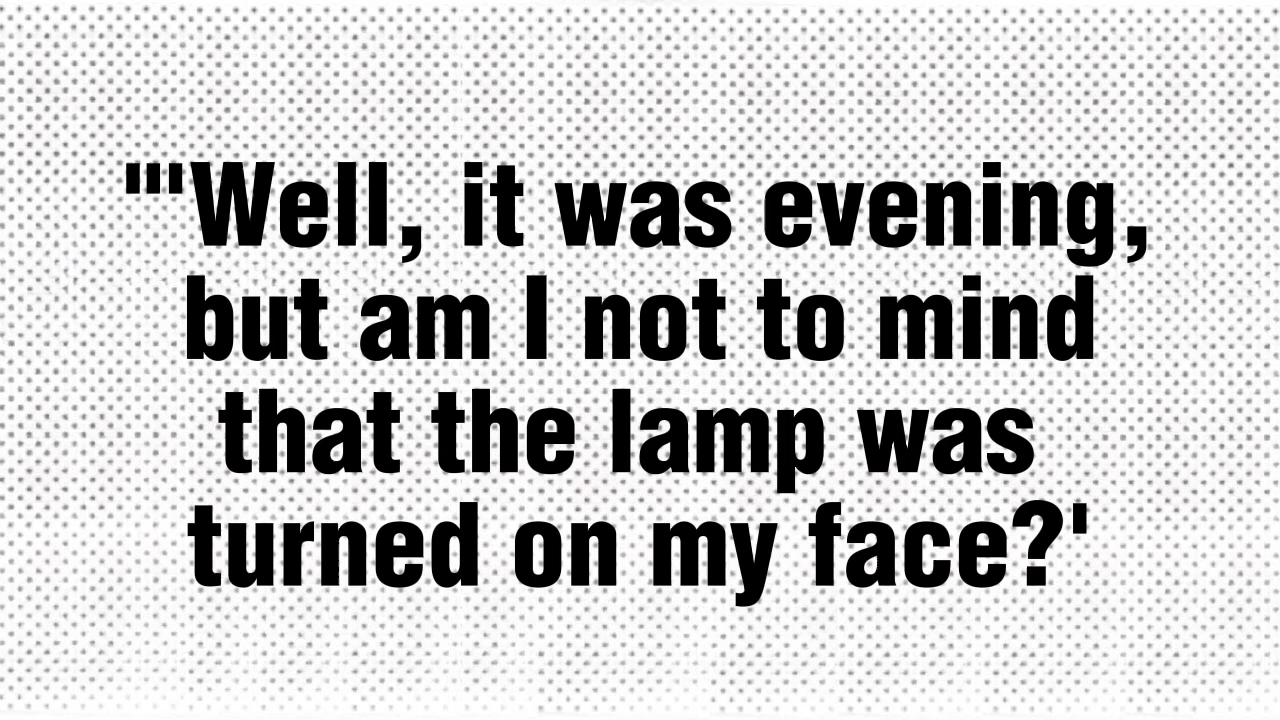 "'Well, it was evening,
but am I not to mind
that the lamp was
turned on my face?'